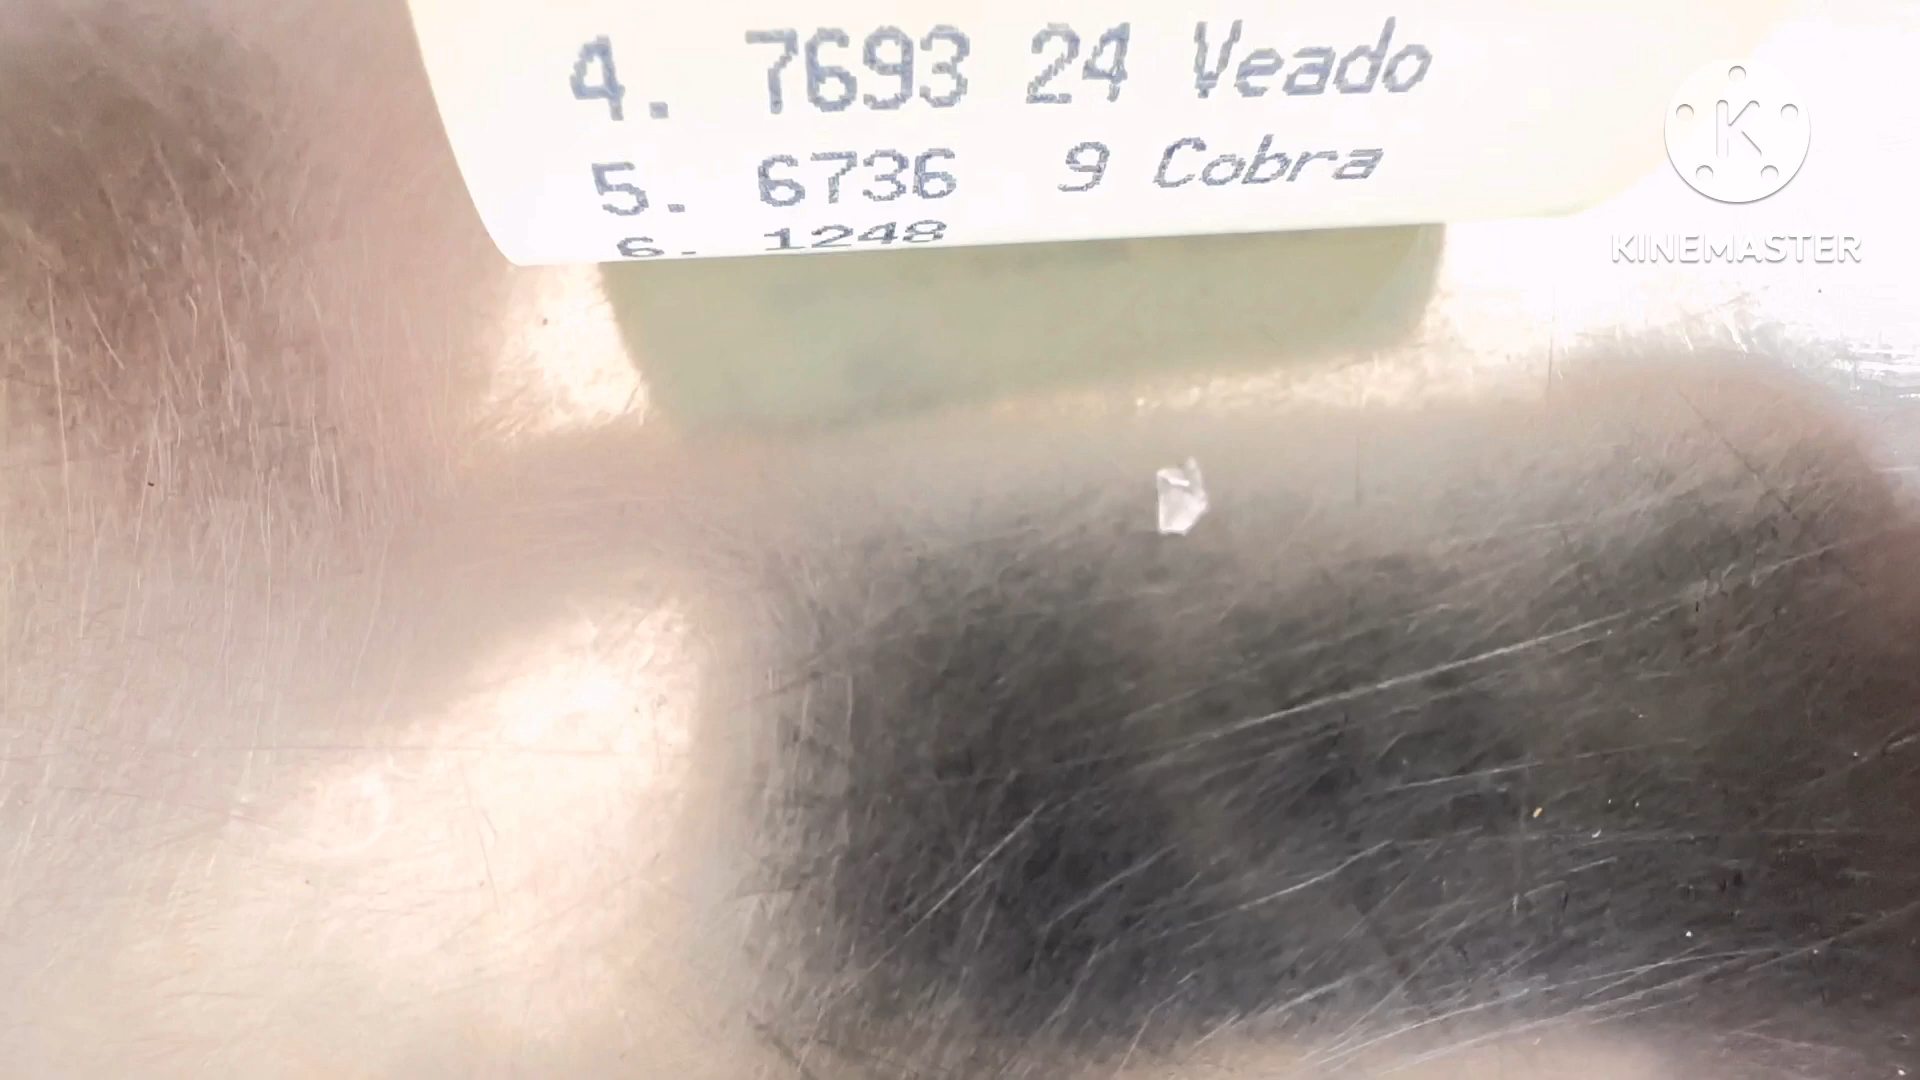 4. 7693 24 Veado
5. 6736 9 Cobra
6. 1248
K
KINEMASTER